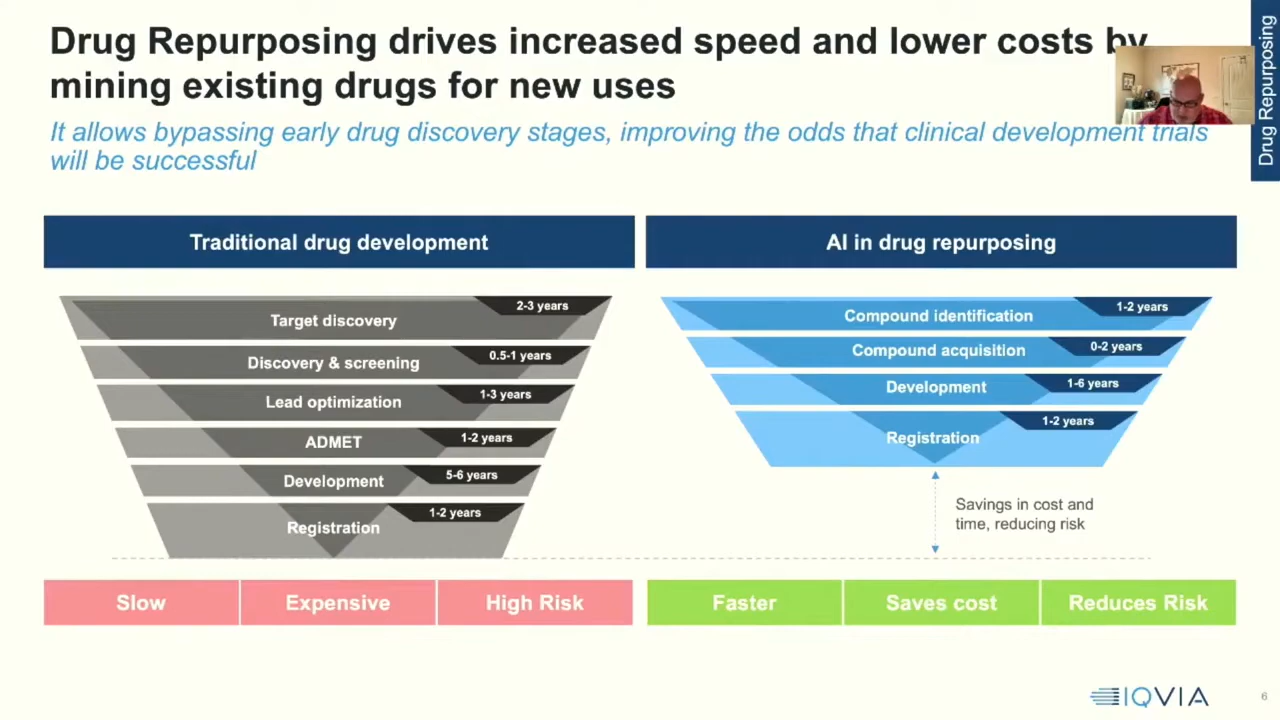 Drug Repurposing drives increased speed and lower costs by
mining existing drugs for new uses
It allows bypassing early drug discovery stages, improving the odds that clinical development trials
will be successful
Drug Repurposing
Traditional drug development
2-3 years
Target discovery
0.5-1 years
Discovery & screening
1-3 years
Lead optimization
1-2 years
ADMET
5-6 years
Development
1-2 years
Registration
Slow
Expensive
High Risk
AI in drug repurposing
1-2 years
Compound identification
0-2 years
Compound acquisition
1-6 years
Development
1-2 years
Registration
Savings in cost and
time, reducing risk
Faster
Saves cost
Reduces Risk
IQVIA
6